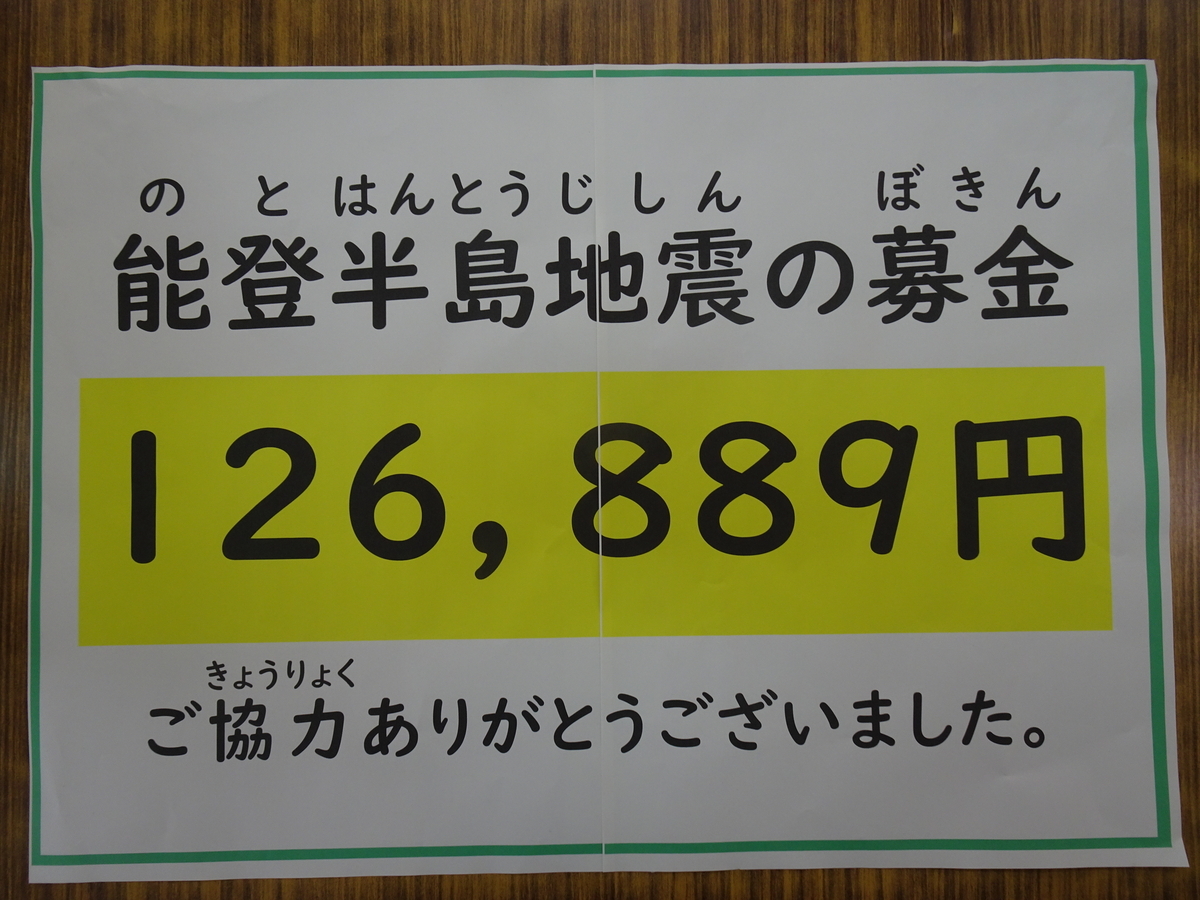 のとはんとうじしん ぼきん
能登半島地震の募金
126,889円
きょうりょく
ご協力ありがとうございました。